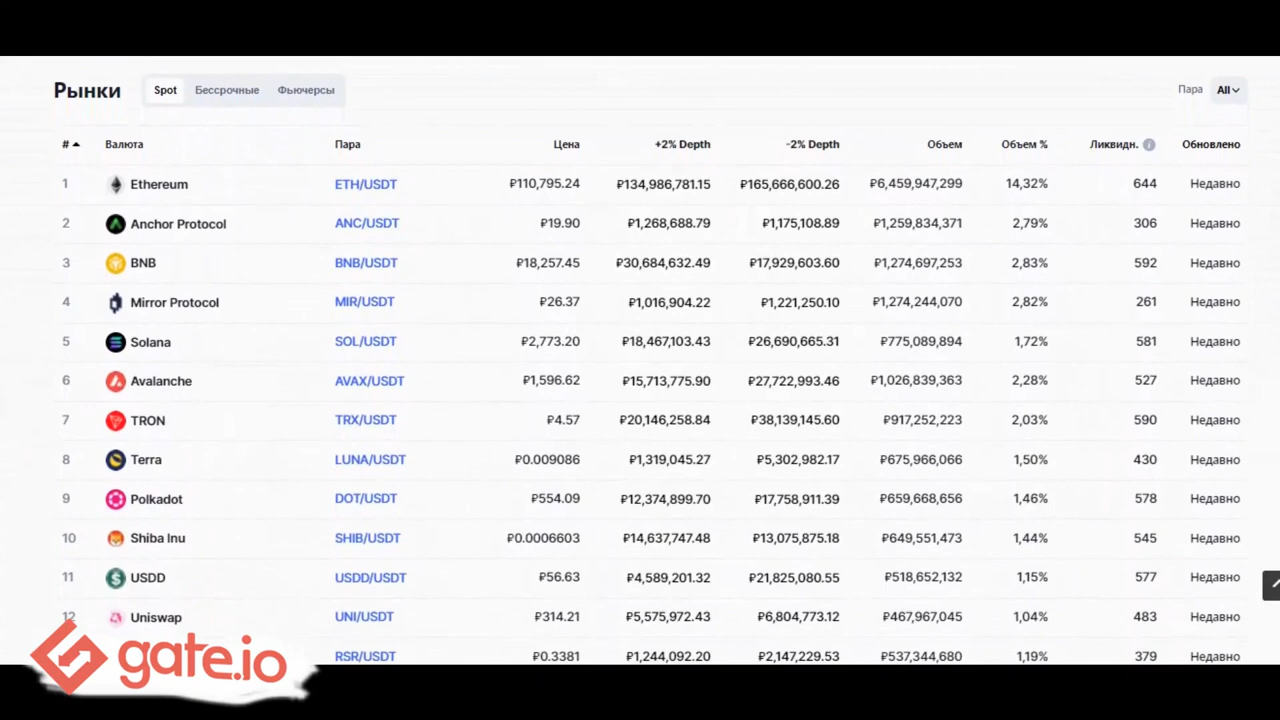 Рынки Spot Бессрочные Фьючерсы Пара All
# Валюта Пара Цена +2% Depth -2% Depth Объем Объем % Ликвидн. i Обновлено
1 Ethereum ETH/USDT ₽110,795.24 ₽134,986,781.15 ₽165,666,600.26 ₽6,459,947,299 14,32% 644 Недавно
2 Anchor Protocol ANC/USDT ₽19.90 ₽1,268,688.79 ₽1,175,108.89 ₽1,259,834,371 2,79% 306 Недавно
3 BNB BNB/USDT ₽18,257.45 ₽30,684,632.49 ₽17,929,603.60 ₽1,274,697,253 2,83% 592 Недавно
4 Mirror Protocol MIR/USDT ₽26.37 ₽1,016,904.22 ₽1,221,250.10 ₽1,274,244,070 2,82% 261 Недавно
5 Solana SOL/USDT ₽2,773.20 ₽18,467,103.43 ₽26,690,665.31 ₽775,089,894 1,72% 581 Недавно
6 Avalanche AVAX/USDT ₽1,596.62 ₽15,713,775.90 ₽27,722,993.46 ₽1,026,839,363 2,28% 527 Недавно
7 TRON TRX/USDT ₽4.57 ₽20,146,258.84 ₽38,139,145.60 ₽917,252,223 2,03% 590 Недавно
8 Terra LUNA/USDT ₽0.009086 ₽1,319,045.27 ₽5,302,982.17 ₽675,966,066 1,50% 430 Недавно
9 Polkadot DOT/USDT ₽554.09 ₽12,374,899.70 ₽17,758,911.39 ₽659,668,656 1,46% 578 Недавно
10 Shiba Inu SHIB/USDT ₽0.0006603 ₽14,637,747.48 ₽13,075,875.18 ₽649,551,473 1,44% 545 Недавно
11 USDD USDD/USDT ₽56.63 ₽4,589,201.32 ₽21,825,080.55 ₽518,652,132 1,15% 577 Недавно
12 Uniswap UNI/USDT ₽314.21 ₽5,575,972.43 ₽6,804,773.12 ₽467,967,045 1,04% 483 Недавно
RSR/USDT ₽0.3381 ₽1,244,092.20 ₽2,147,229.53 ₽537,344,680 1,19% 379 Недавно
gate.io